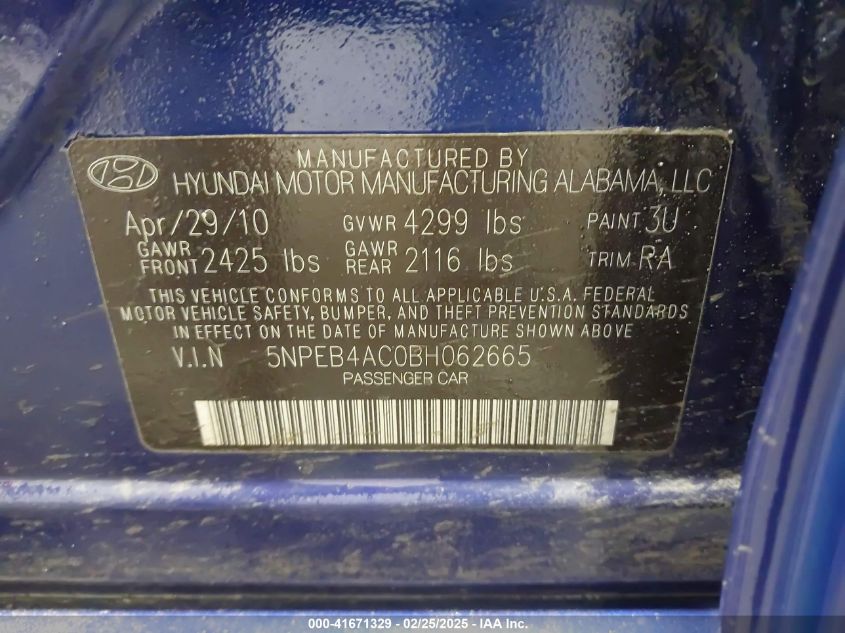 MANUFACTURED BY
HYUNDAI MOTOR MANUFACTURING ALABAMA, LLC
Apr/29/10 GVWR 4299 lbs PAINT 3U
GAWR FRONT 2425 lbs GAWR REAR 2116 lbs TRIM RA
THIS VEHICLE CONFORMS TO ALL APPLICABLE U.S.A. FEDERAL
MOTOR VEHICLE SAFETY, BUMPER, AND THEFT PREVENTION STANDARDS
IN EFFECT ON THE DATE OF MANUFACTURE SHOWN ABOVE
V.I.N 5NPEB4AC0BH062665
PASSENGER CAR
000-41671329 - 02/25/2025 - IAA Inc.